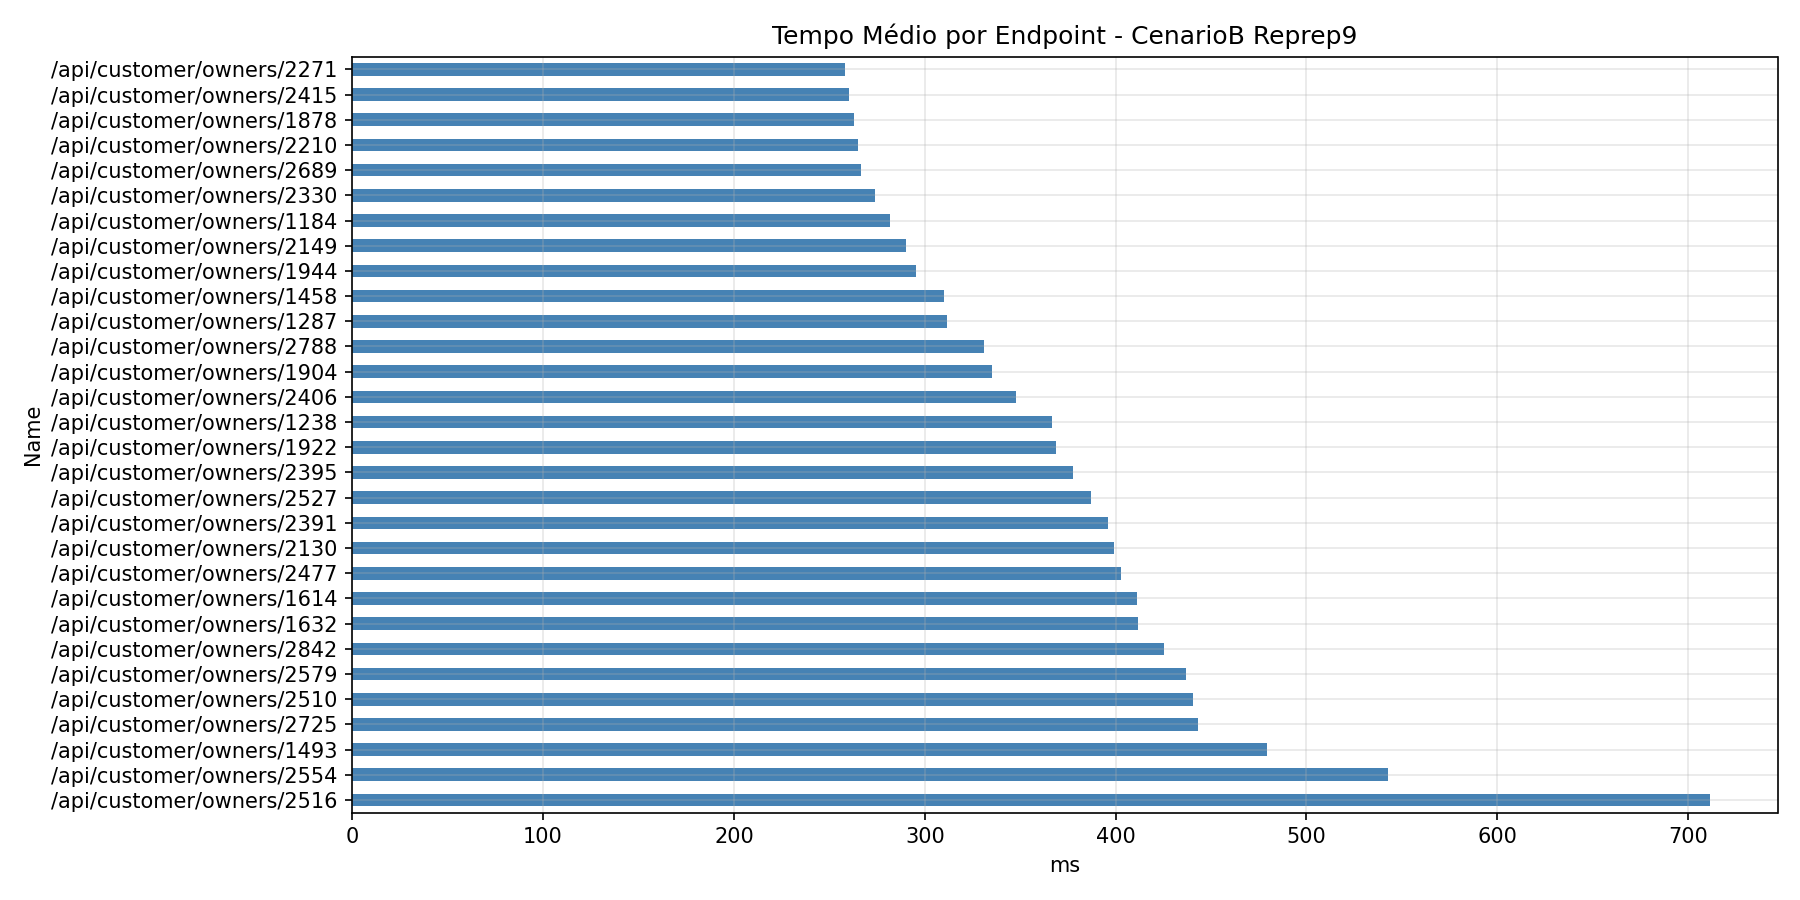 Tempo Médio por Endpoint - CenarioB Reprep9
/api/customer/owners/2271
/api/customer/owners/2415
/api/customer/owners/1878
/api/customer/owners/2210
/api/customer/owners/2689
/api/customer/owners/2330
/api/customer/owners/1184
/api/customer/owners/2149
/api/customer/owners/1944
/api/customer/owners/1458
/api/customer/owners/1287
/api/customer/owners/2788
/api/customer/owners/1904
/api/customer/owners/2406
/api/customer/owners/1238
/api/customer/owners/1922
/api/customer/owners/2395
/api/customer/owners/2527
/api/customer/owners/2391
/api/customer/owners/2130
/api/customer/owners/2477
/api/customer/owners/1614
/api/customer/owners/1632
/api/customer/owners/2842
/api/customer/owners/2579
/api/customer/owners/2510
/api/customer/owners/2725
/api/customer/owners/1493
/api/customer/owners/2554
/api/customer/owners/2516
Name
0 100 200 300 400 500 600 700
ms